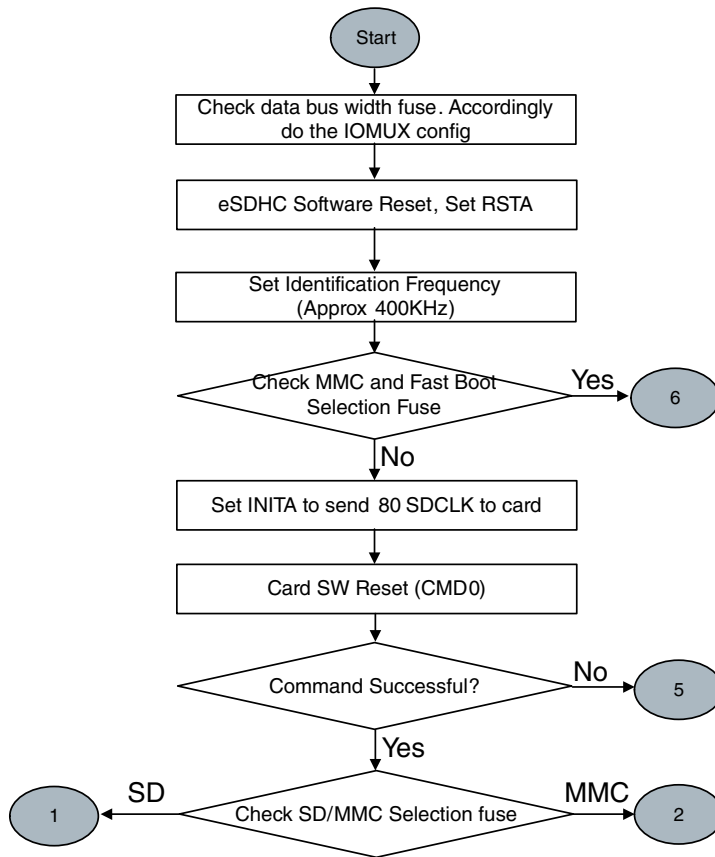 Start
Check data bus width fuse. Accordingly
do the IOMUX config
eSDHC Software Reset, Set RSTA
Set Identification Frequency
(Approx 400KHz)
Check MMC and Fast Boot
Selection Fuse
Yes
6
No
Set INITA to send 80 SDCLK to card
Card SW Reset (CMD0)
Command Successful?
No
5
Yes
1
SD
Check SD/MMC Selection fuse
MMC
2